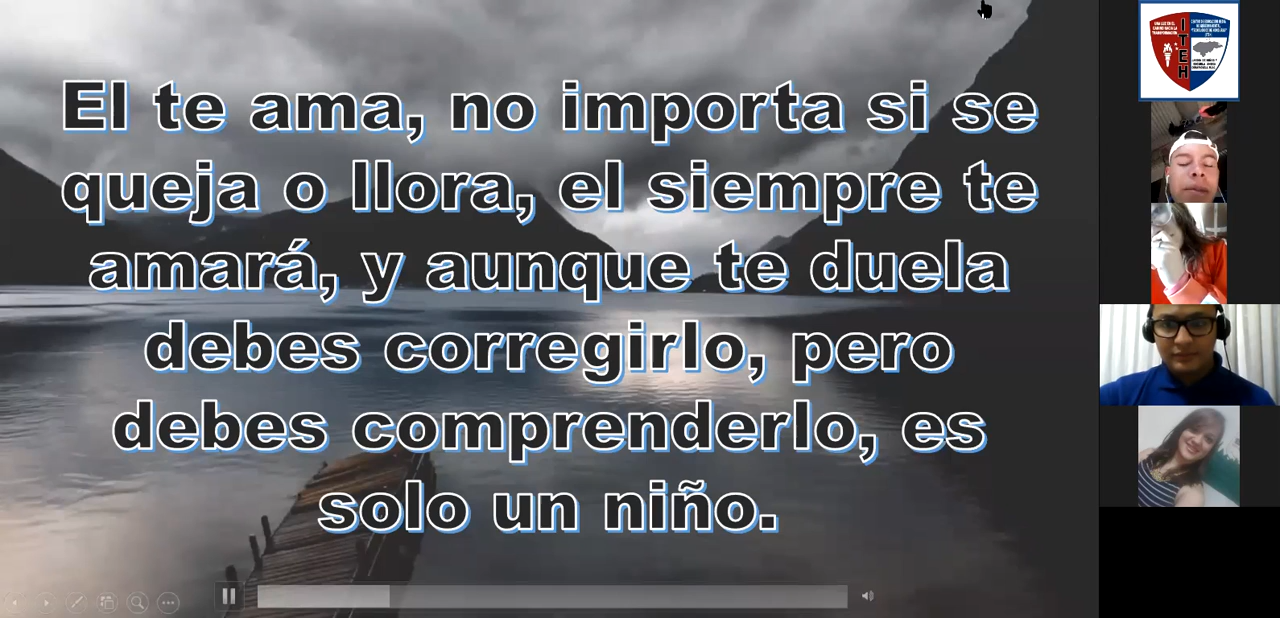 El te ama, no importa si se
queja o llora, el siempre te
amará, y aunque te duela
debes corregirlo, pero
debes comprenderlo, es
solo un niño.
ITEH